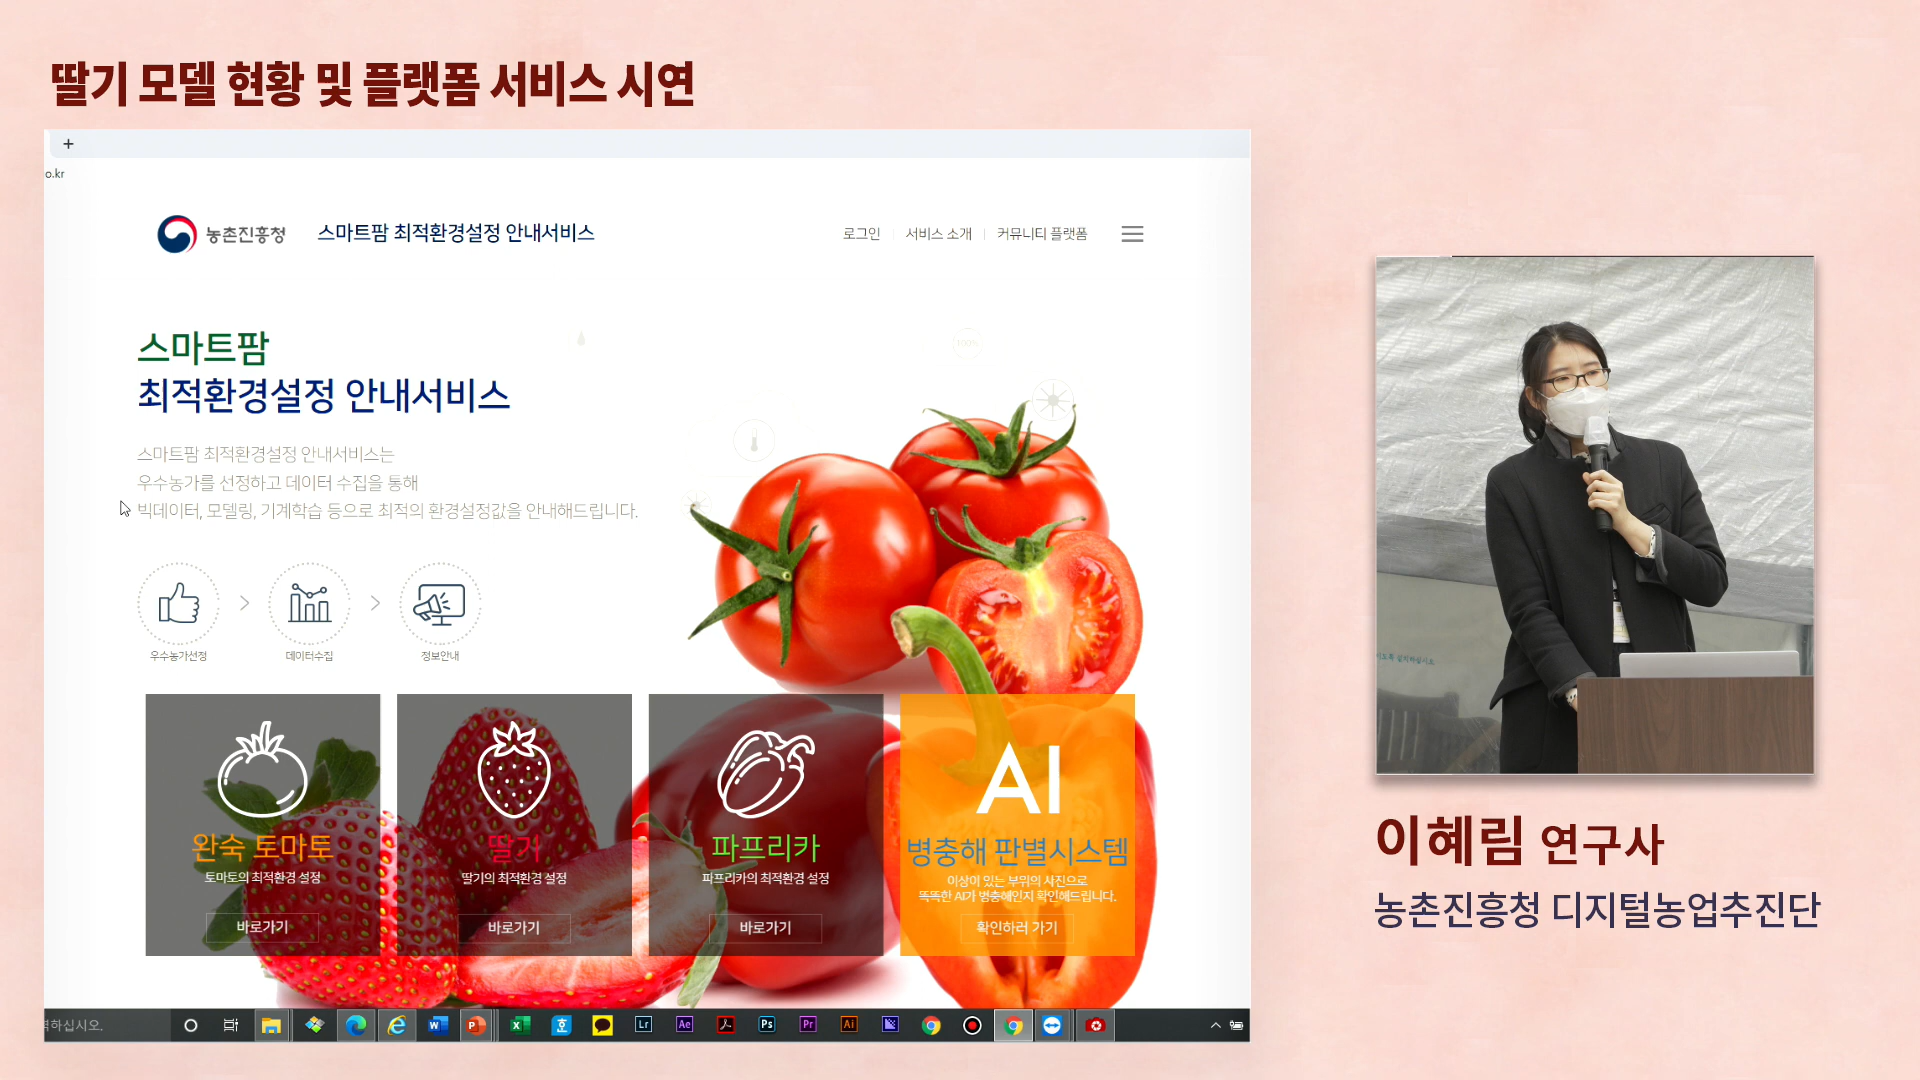 딸기 모델 현황 및 플랫폼 서비스 시연
+
o.kr
농촌진흥청 스마트팜 최적환경설정 안내서비스
로그인 서비스 소개 커뮤니티 플랫폼
스마트팜
최적환경설정 안내서비스
스마트팜 최적환경설정 안내서비스는
우수농가를 선정하고 데이터 수집을 통해
빅데이터, 모델링, 기계학습 등으로 최적의 환경설정값을 안내해드립니다.
100%
우수농가선정
데이터수집
정보안내
완숙 토마토
토마토의 최적환경 설정
바로가기
딸기
딸기의 최적환경 설정
바로가기
파프리카
파프리카의 최적환경 설정
바로가기
AI
병충해 판별시스템
이상이 있는 부위의 사진으로
똑똑한 AI가 병충해인지 확인해드립니다.
확인하러 가기
력하십시오.
Lr Ae Ps Pr Ai
이혜림 연구사
농촌진흥청 디지털농업추진단